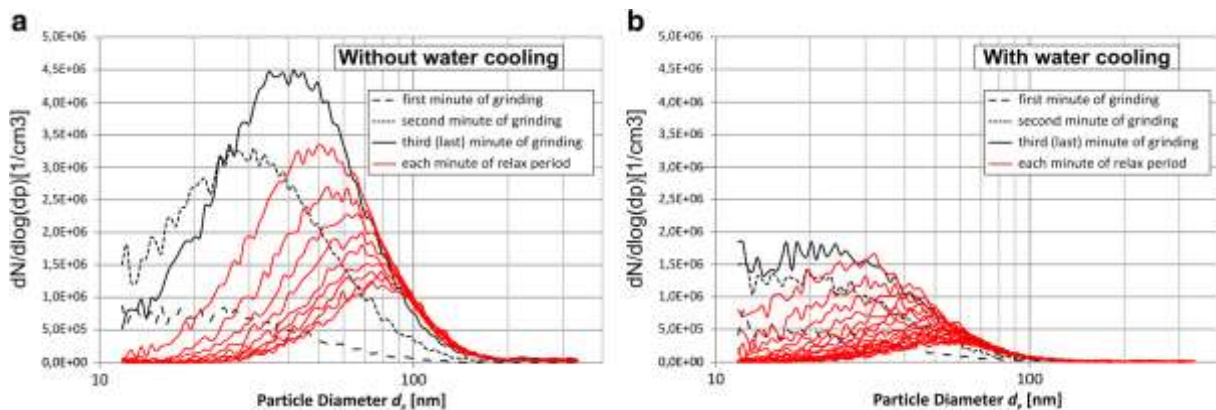 a
dN/dlog(dp)[1/cm3]
5,0E+06
4,5E+06
4,0E+06
3,5E+06
3,0E+06
2,5E+06
2,0E+06
1,5E+06
1,0E+06
5,0E+05
0,0E+00
Without water cooling
first minute of grinding
second minute of grinding
third (last) minute of grinding
each minute of relax period
10
100
Particle Diameter d [nm]
b
dN/dlog(dp)[1/cm3]
5,0E+06
4,5E+06
4,0E+06
3,5E+06
3,0E+06
2,5E+06
2,0E+06
1,5E+06
1,0E+06
5,0E+05
0,0E+00
With water cooling
first minute of grinding
second minute of grinding
third (last) minute of grinding
each minute of relax period
10
100
Particle Diameter d [nm]